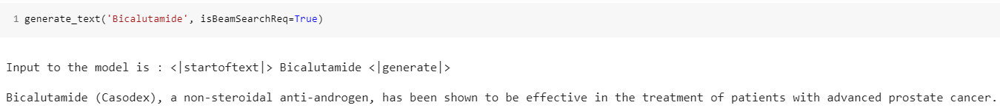 1 generate_text('Bicalutamide', isBeamSearchReq=True)
Input to the model is : <|startoftext|> Bicalutamide <|generate|>
Bicalutamide (Casodex), a non-steroidal anti-androgen, has been shown to be effective in the treatment of patients with advanced prostate cancer.